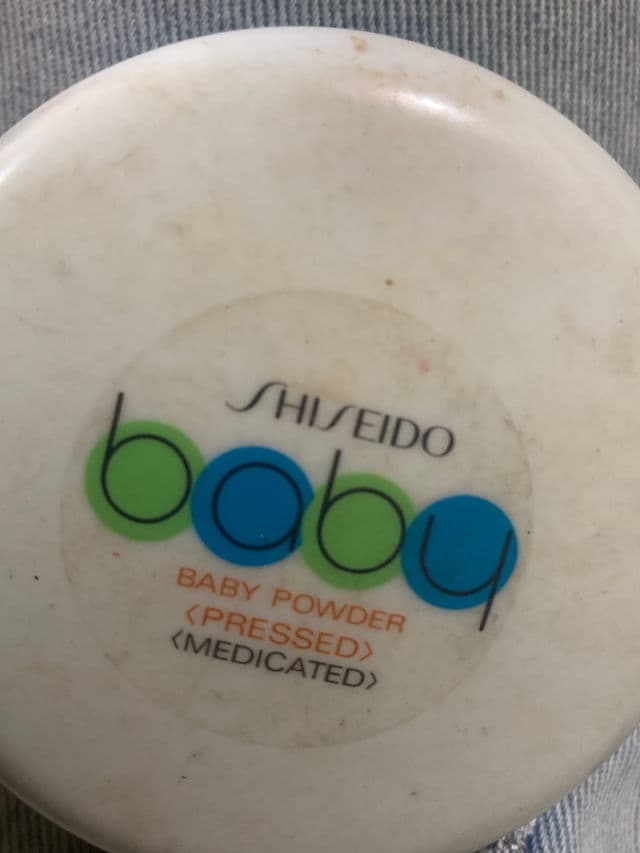 SHISEIDO
baby
BABY POWDER
〈PRESSED〉
〈MEDICATED〉